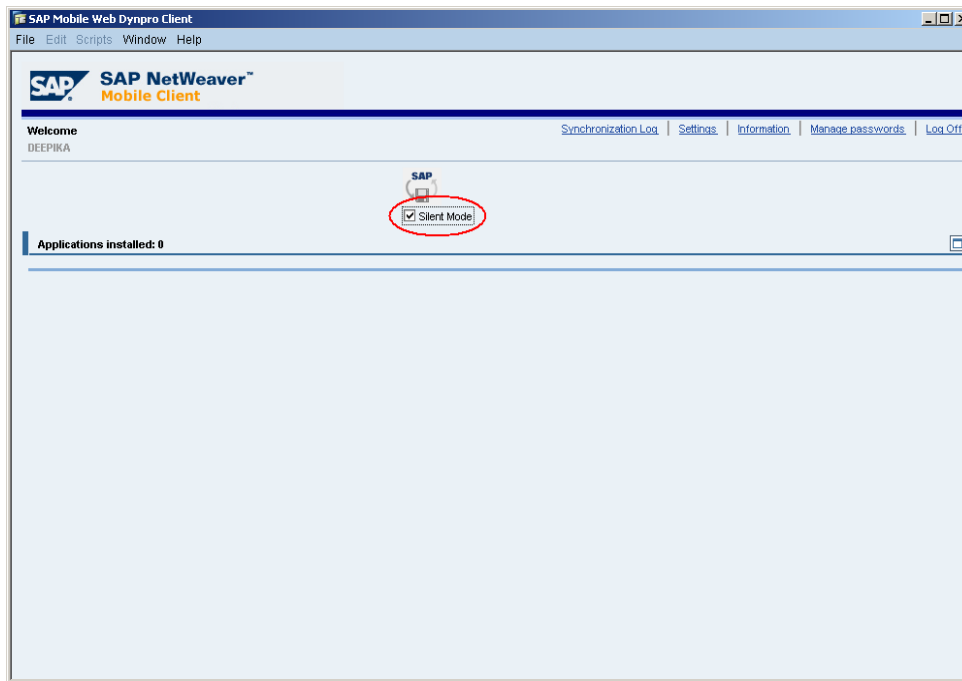 SAP Mobile Web Dynpro Client
File Edit Scripts Window Help
SAP SAP NetWeaver™
Mobile Client
Welcome
Synchronization Log | Settings | Information | Manage passwords | Log Off
DEEPIKA
SAP
Silent Mode
Applications installed: 0